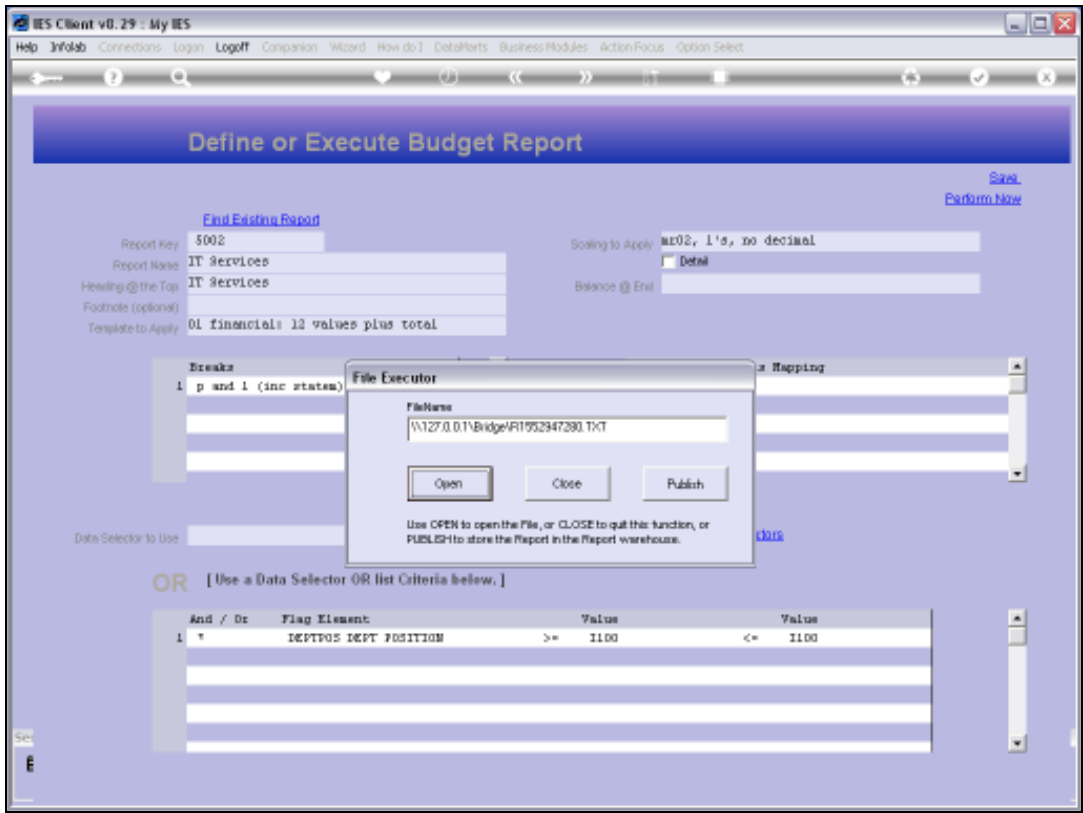 IES Client v8.29 : My IES
Help Infolab Connections Logon Logoff Companion Wizard How do I DataMarts Business Modules Action Focus Option Select
Define or Execute Budget Report
Save
Perform Now
Find Existing Report
Report Key 5002
Scaling to Apply mr02, 1's, no decimal
Report Name IT Services
Detail
Heading @ the Top IT Services
Balance @ End
Footnote (optional)
Template to Apply 01 financial: 12 values plus total
Breaks
s Mapping
1 p and l (inc statem)
File Executor
FileName
\\127.0.0.1\Bridge\R1552947280.TXT
Open Close Publish
Use OPEN to open the File, or CLOSE to quit this function, or
PUBLISH to store the Report in the Report warehouse.
Data Selector to Use
ctors
OR [ Use a Data Selector OR list Criteria below. ]
And / Or Flag Element Value Value
1 DEPTPOS DEPT POSITION >= I100 <= I100
Ses